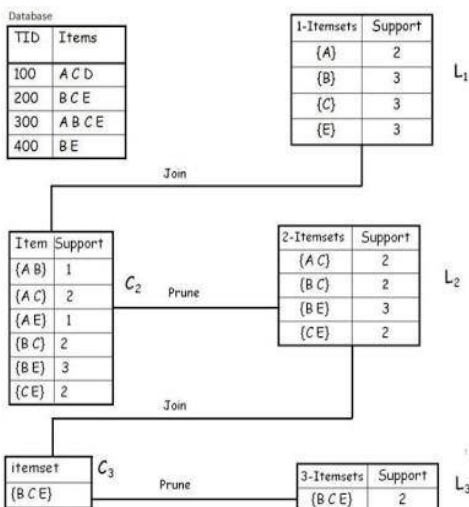 Database
TID Items
100 A C D
200 B C E
300 A B C E
400 B E
1-Itemsets Support
{A} 2
{B} 3
{C} 3
{E} 3
L1
Join
Item Support
{A B} 1
{A C} 2
{A E} 1
{B C} 2
{B E} 3
{C E} 2
C2
Prune
2-Itemsets Support
{A C} 2
{B C} 2
{B E} 3
{C E} 2
L2
Join
itemset
{B C E}
C3
Prune
3-Itemsets Support
{B C E} 2
L3